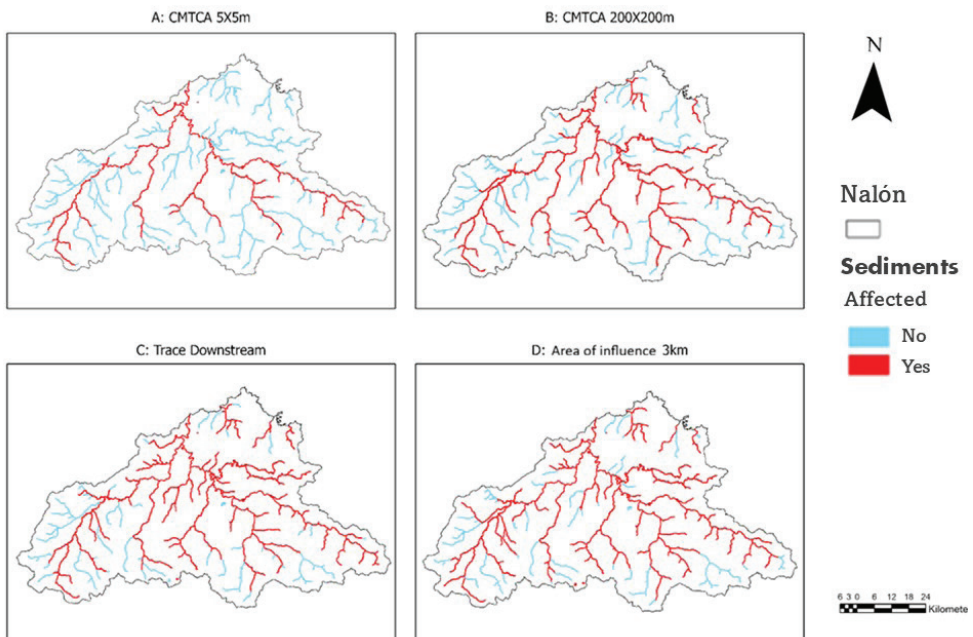 A: CMTCA 5X5m
B: CMTCA 200X200m
N
Nalón
Sediments
Affected
No
Yes
C: Trace Downstream
D: Area of influence 3km
6 3 0 6 12 18 24
Kilomete